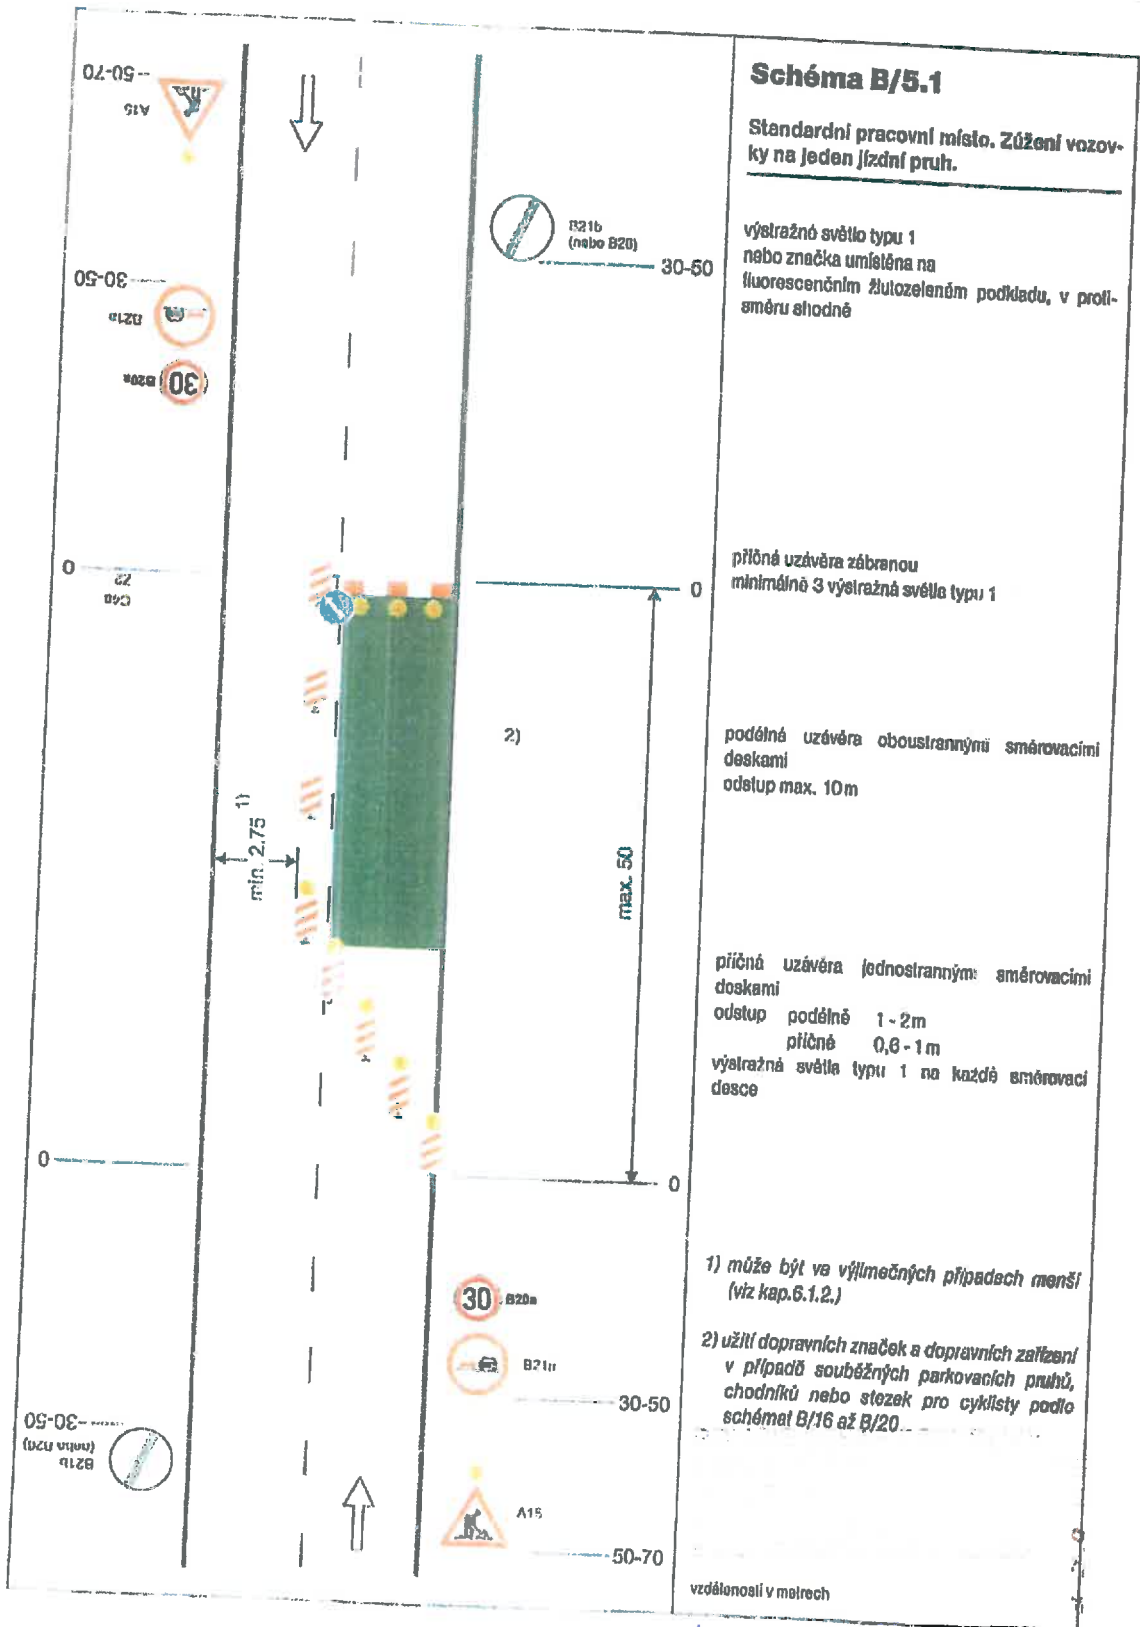 Schéma B/5.1
Standardní pracovní místo. Zúžení vozov-
ky na jeden jízdní pruh.
výstražné světlo typu 1
nebo značka umístěna na
fluorescenčním žlutozeleném podkladu, v proti-
směru shodně
příčná uzávěra zábranou
minimálně 3 výstražná světla typu 1
podélná uzávěra oboustrannými směrovacími
deskami
odstup max. 10m
příčná uzávěra jednostrannými směrovacími
deskami
odstup podélně 1-2m
příčně 0,6-1m
výstražná světla typu 1 na každé směrovací
desce
1) může být ve výjimečných případech menší
(viz kap.6.1.2.)
2) užití dopravních značek a dopravních zařízení
v případě souběžných parkovacích pruhů,
chodníků nebo stezek pro cyklisty podle
schémat B/16 až B/20.
vzdálenosti v metrech
50-70
A15
30-50
B21a
30
B20a
0
Z2
C4a
B21b
(nebo B20)
30-50
0
2)
min. 2,75 1)
max. 50
0
0
30
B20a
B21a
30-50
A15
50-70
30-50
B21b
(nebo B20)